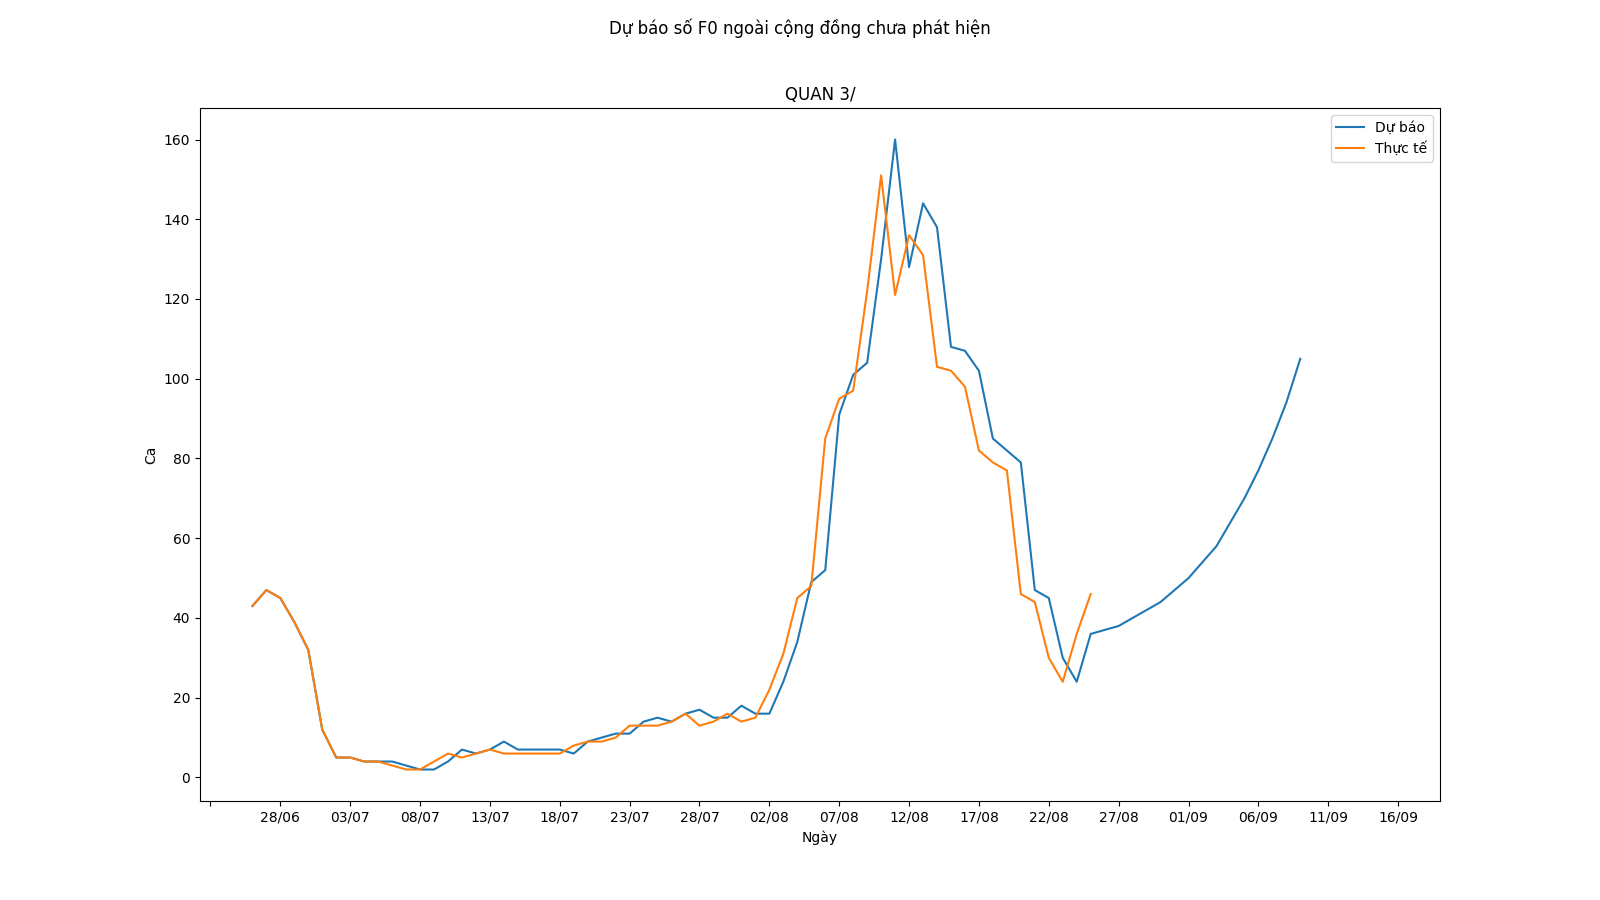 Dự báo số F0 ngoài cộng đồng chưa phát hiện
QUAN 3/
Dự báo
Thực tế
160
140
120
100
80
60
40
20
0
Ca
28/06 03/07 08/07 13/07 18/07 23/07 28/07 02/08 07/08 12/08 17/08 22/08 27/08 01/09 06/09 11/09 16/09
Ngày